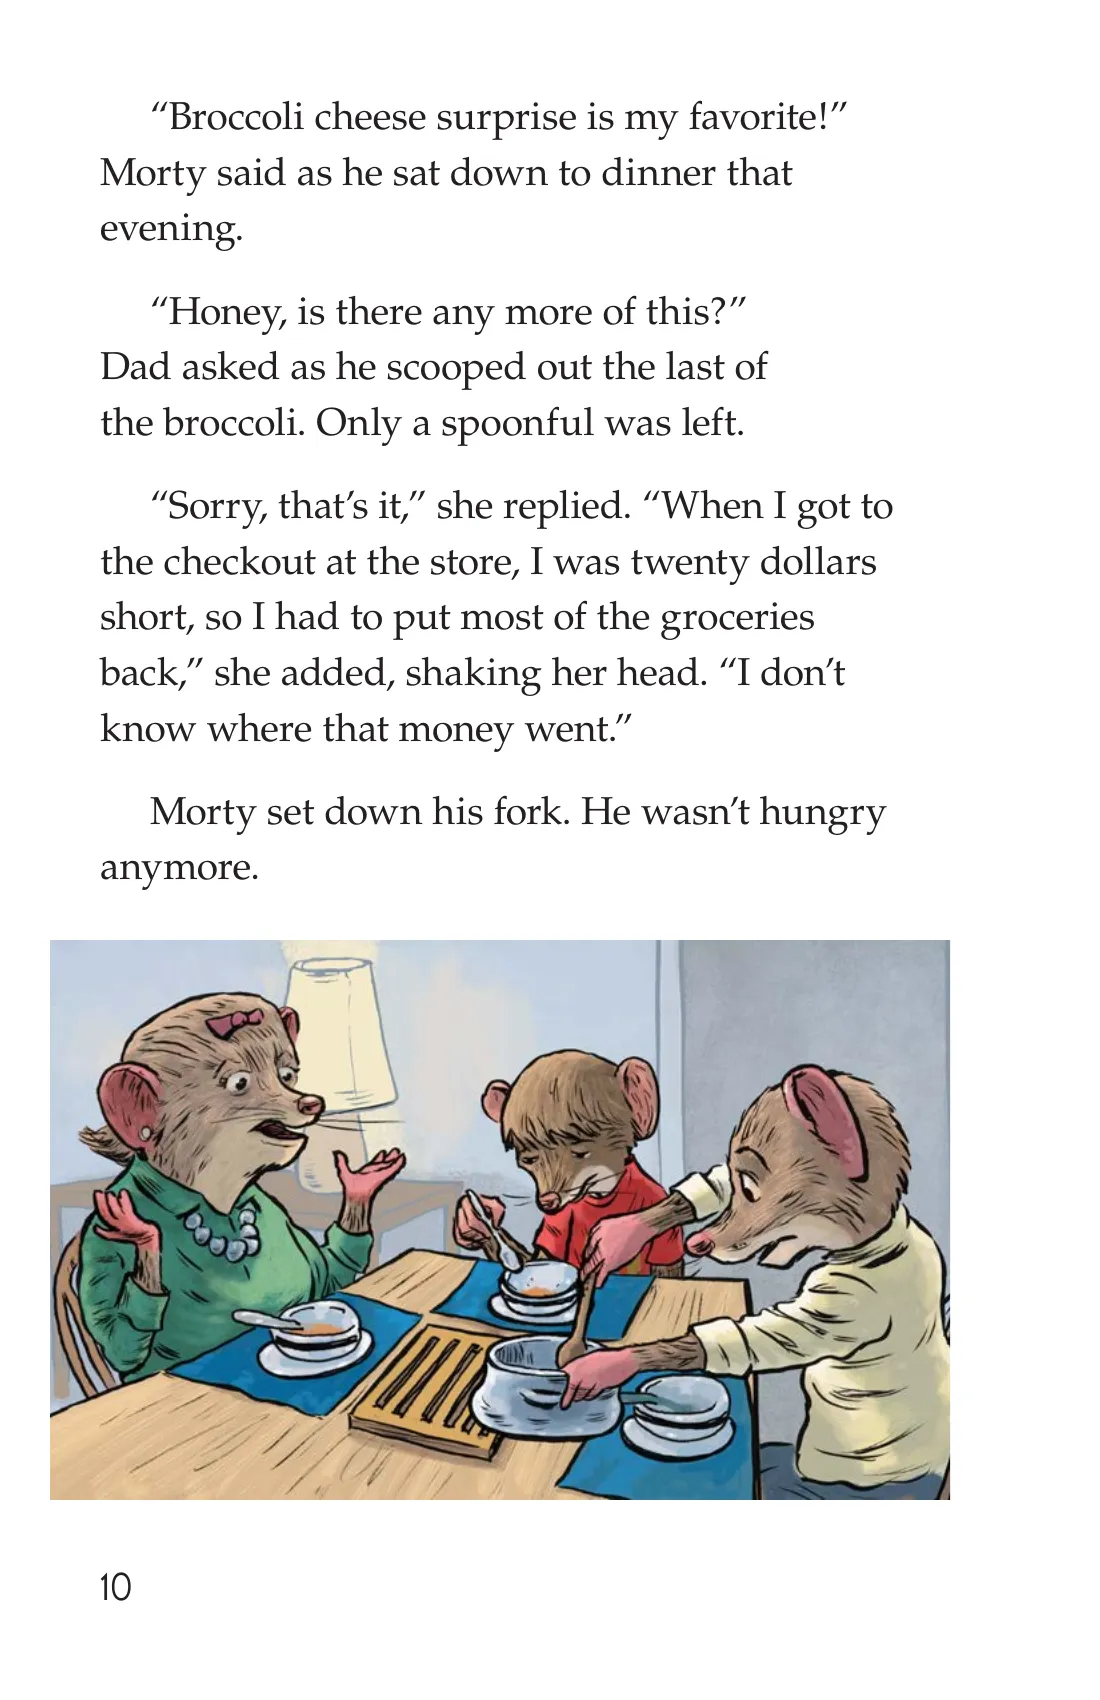 “Broccoli cheese surprise is my favorite!”
Morty said as he sat down to dinner that
evening.
“Honey, is there any more of this?”
Dad asked as he scooped out the last of
the broccoli. Only a spoonful was left.
“Sorry, that’s it,” she replied. “When I got to
the checkout at the store, I was twenty dollars
short, so I had to put most of the groceries
back,” she added, shaking her head. “I don’t
know where that money went.”
Morty set down his fork. He wasn’t hungry
anymore.
10